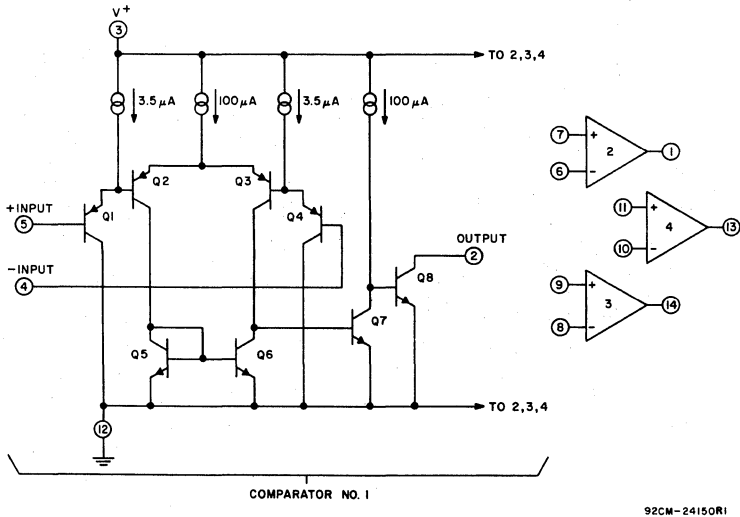 V+
3
TO 2,3,4
3.5µA
100µA
3.5µA
100µA
Q2
Q3
Q1
Q4
+INPUT
5
-INPUT
4
OUTPUT
2
Q8
Q7
Q5
Q6
TO 2,3,4
12
COMPARATOR NO. 1
7
+
6
-
2
1
11
+
10
-
4
13
9
+
8
-
3
14
92CM-24150R1